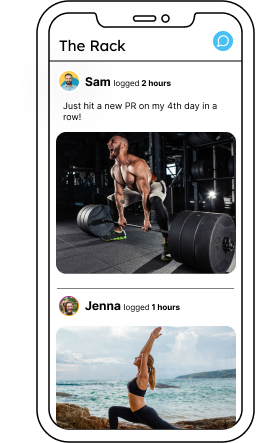 The Rack
Sam logged 2 hours
Just hit a new PR on my 4th day in a
row!
Jenna logged 1 hours